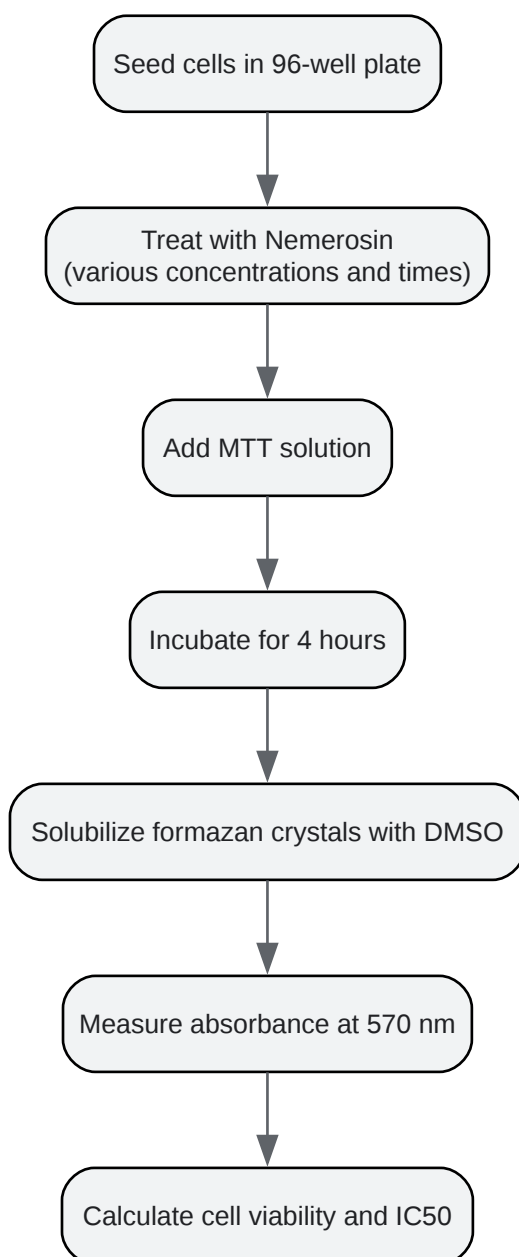 Seed cells in 96-well plate
Treat with Nemerosin
(various concentrations and times)
Add MTT solution
Incubate for 4 hours
Solubilize formazan crystals with DMSO
Measure absorbance at 570 nm
Calculate cell viability and IC50